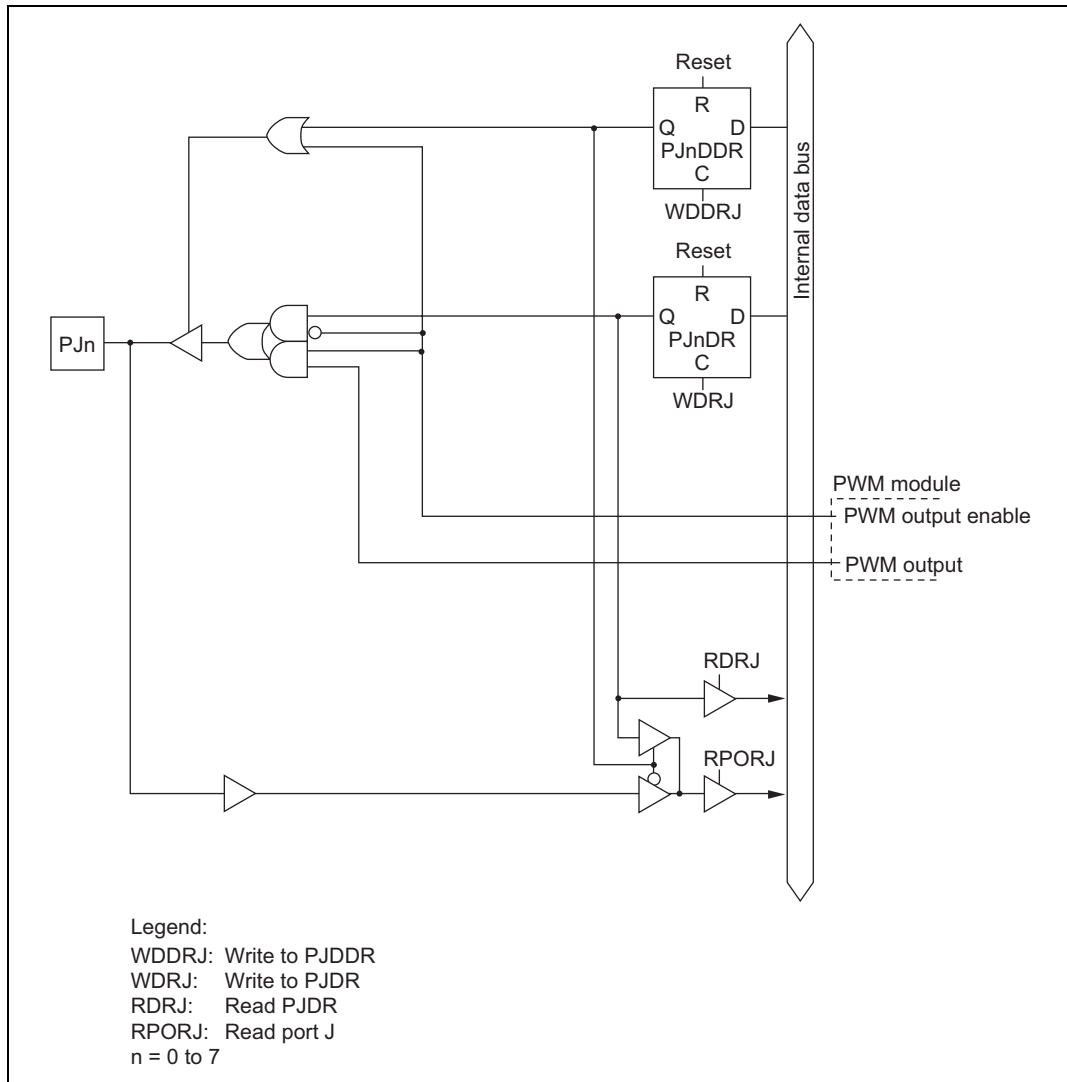 Reset
R
Q D
PJnDDR
C
WDDRJ
Reset
R
Q D
PJnDR
C
WDRJ
Internal data bus
PJn
PWM module
PWM output enable
PWM output
RDRJ
RPORJ
Legend:
WDDRJ: Write to PJDDR
WDRJ: Write to PJDR
RDRJ: Read PJDR
RPORJ: Read port J
n = 0 to 7